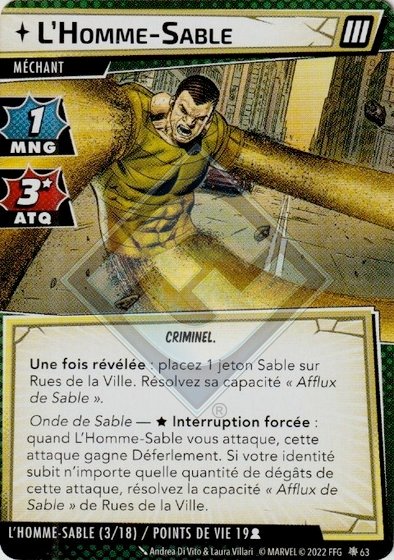 L'HOMME-SABLE
III
MÉCHANT
1
MNG
3★
ATQ
CRIMINEL.
Une fois révélée : placez 1 jeton Sable sur
Rues de la Ville. Résolvez sa capacité « Afflux
de Sable ».
Onde de Sable — ★ Interruption forcée :
quand L'Homme-Sable vous attaque, cette
attaque gagne Déferlement. Si votre identité
subit n'importe quelle quantité de dégâts de
cette attaque, résolvez la capacité « Afflux de
Sable » de Rues de la Ville.
L'HOMME-SABLE (3/18) / POINTS DE VIE 19
Andrea Di Vito & Laura Villari © MARVEL © 2022 FFG 63
®